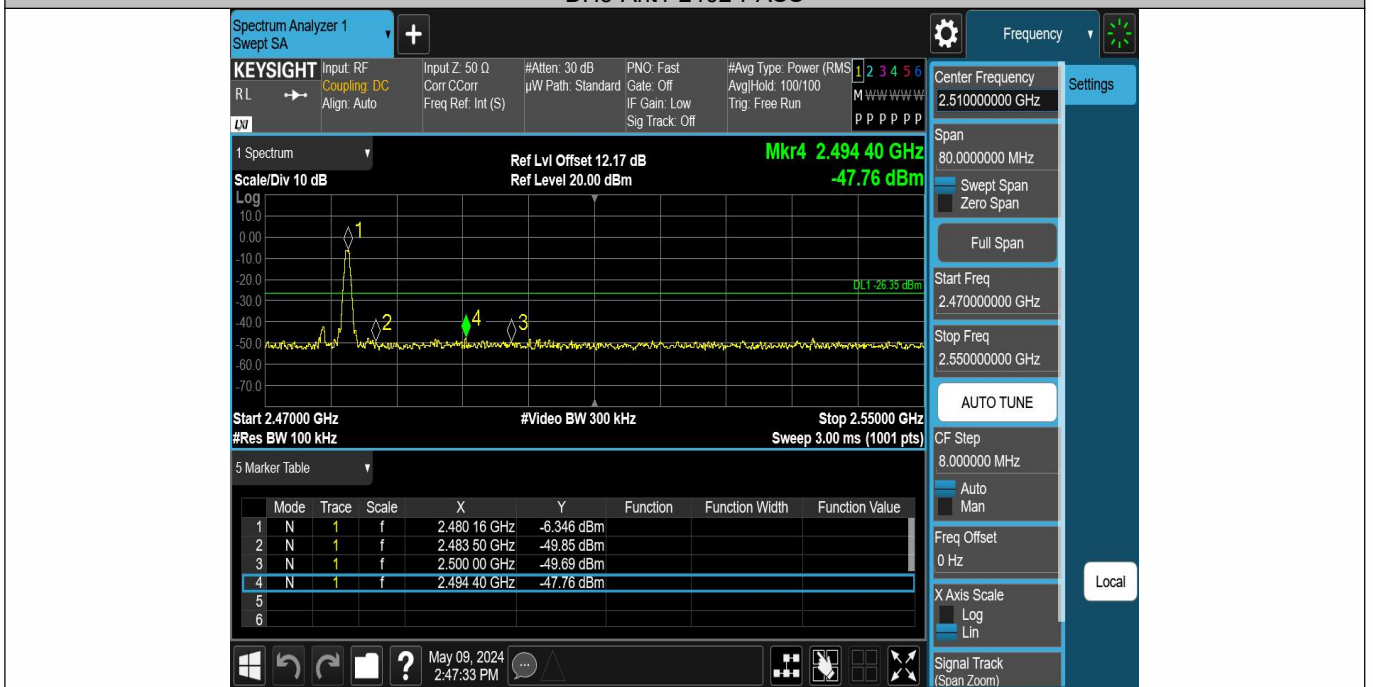 Spectrum Analyzer 1
Swept SA
+
Frequency
KEYSIGHT
RL
LXI
Input: RF
Coupling: DC
Align: Auto
Input Z: 50 Ω
Corr CCorr
Freq Ref: Int (S)
#Atten: 30 dB
µW Path: Standard
PNO: Fast
Gate: Off
IF Gain: Low
Sig Track: Off
#Avg Type: Power (RMS
Avg|Hold: 100/100
Trig: Free Run
1 2 3 4 5 6
M W W W W W
P P P P P P
1 Spectrum
Scale/Div 10 dB
Ref Lvl Offset 12.17 dB
Ref Level 20.00 dBm
Mkr4 2.494 40 GHz
-47.76 dBm
Log
10.0
0.00
-10.0
-20.0
-30.0
-40.0
-50.0
-60.0
-70.0
1
2
4
3
DL1 -26.35 dBm
Start 2.47000 GHz
#Res BW 100 kHz
#Video BW 300 kHz
Stop 2.55000 GHz
Sweep 3.00 ms (1001 pts)
5 Marker Table
Mode Trace Scale X Y Function Function Width Function Value
1 N 1 f 2.480 16 GHz -6.346 dBm
2 N 1 f 2.483 50 GHz -49.85 dBm
3 N 1 f 2.500 00 GHz -49.69 dBm
4 N 1 f 2.494 40 GHz -47.76 dBm
5
6
?
May 09, 2024
2:47:33 PM
Center Frequency
2.510000000 GHz
Settings
Span
80.0000000 MHz
Swept Span
Zero Span
Full Span
Start Freq
2.470000000 GHz
Stop Freq
2.550000000 GHz
AUTO TUNE
CF Step
8.000000 MHz
Auto
Man
Freq Offset
0 Hz
X Axis Scale
Log
Lin
Local
Signal Track
(Span Zoom)